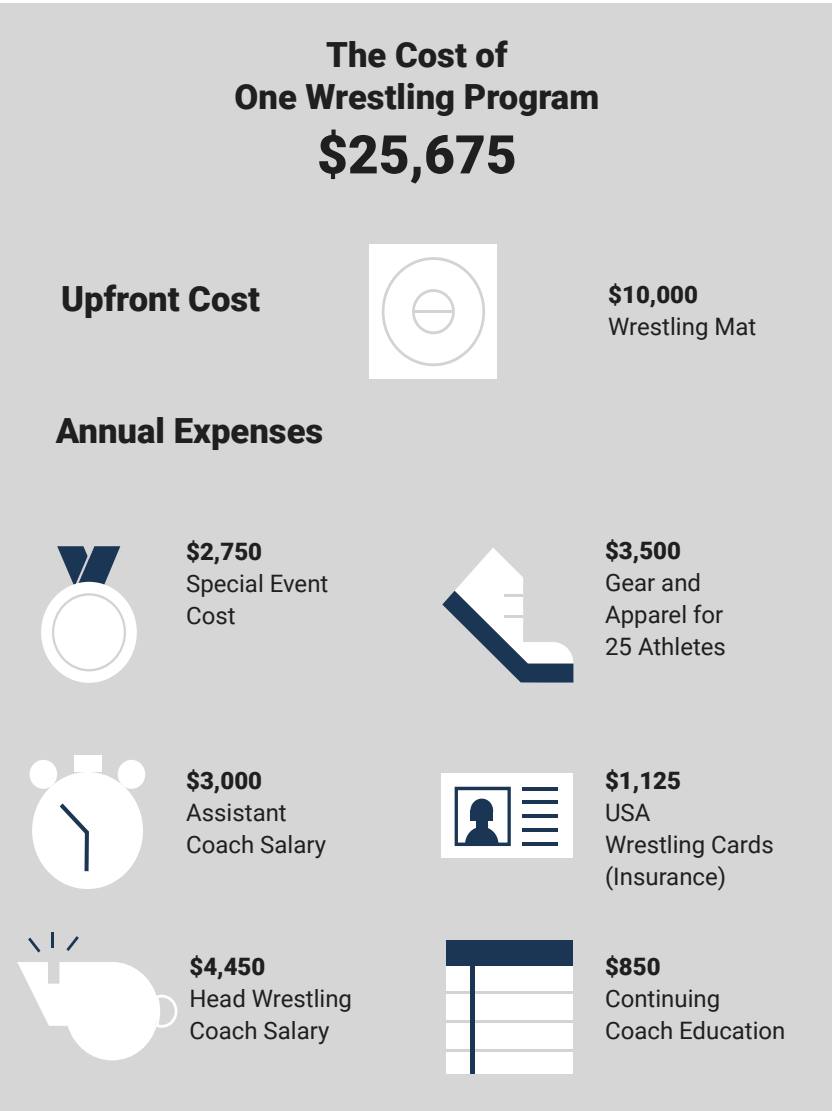 The Cost of
One Wrestling Program
$25,675
Upfront Cost
$10,000
Wrestling Mat
Annual Expenses
$2,750
Special Event
Cost
$3,500
Gear and
Apparel for
25 Athletes
$3,000
Assistant
Coach Salary
$1,125
USA
Wrestling Cards
(Insurance)
$4,450
Head Wrestling
Coach Salary
$850
Continuing
Coach Education